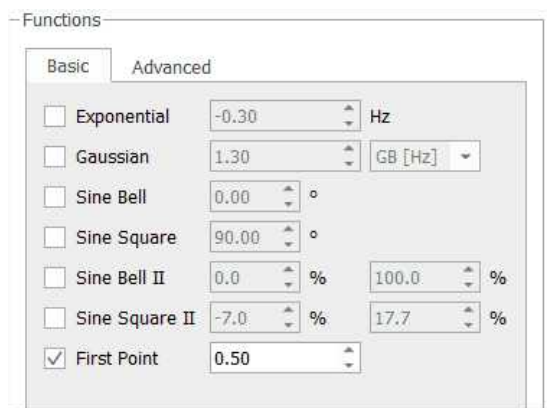 Functions
Basic Advanced
Exponential -0.30 Hz
Gaussian 1.30 GB [Hz]
Sine Bell 0.00 °
Sine Square 90.00 °
Sine Bell II 0.0 % 100.0 %
Sine Square II -7.0 % 17.7 %
First Point 0.50